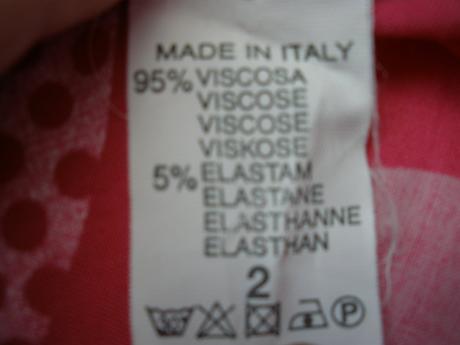 MADE IN ITALY
95% VISCOSA
VISCOSE
VISCOSE
VISKOSE
5% ELASTAM
ELASTANE
ELASTHANNE
ELASTHAN
2
P